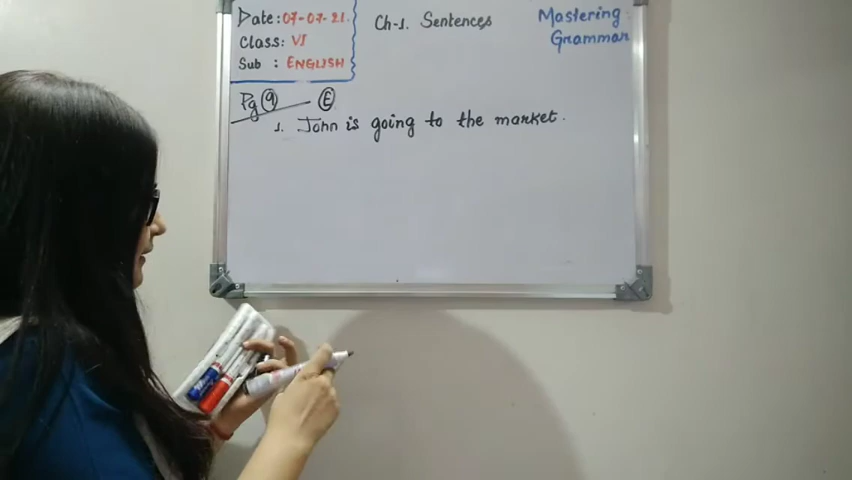 Date: 07-07-21.
Class: VI
Sub : ENGLISH
Ch-1. Sentences
Mastering
Grammar
Pg 9 E
1. John is going to the market.